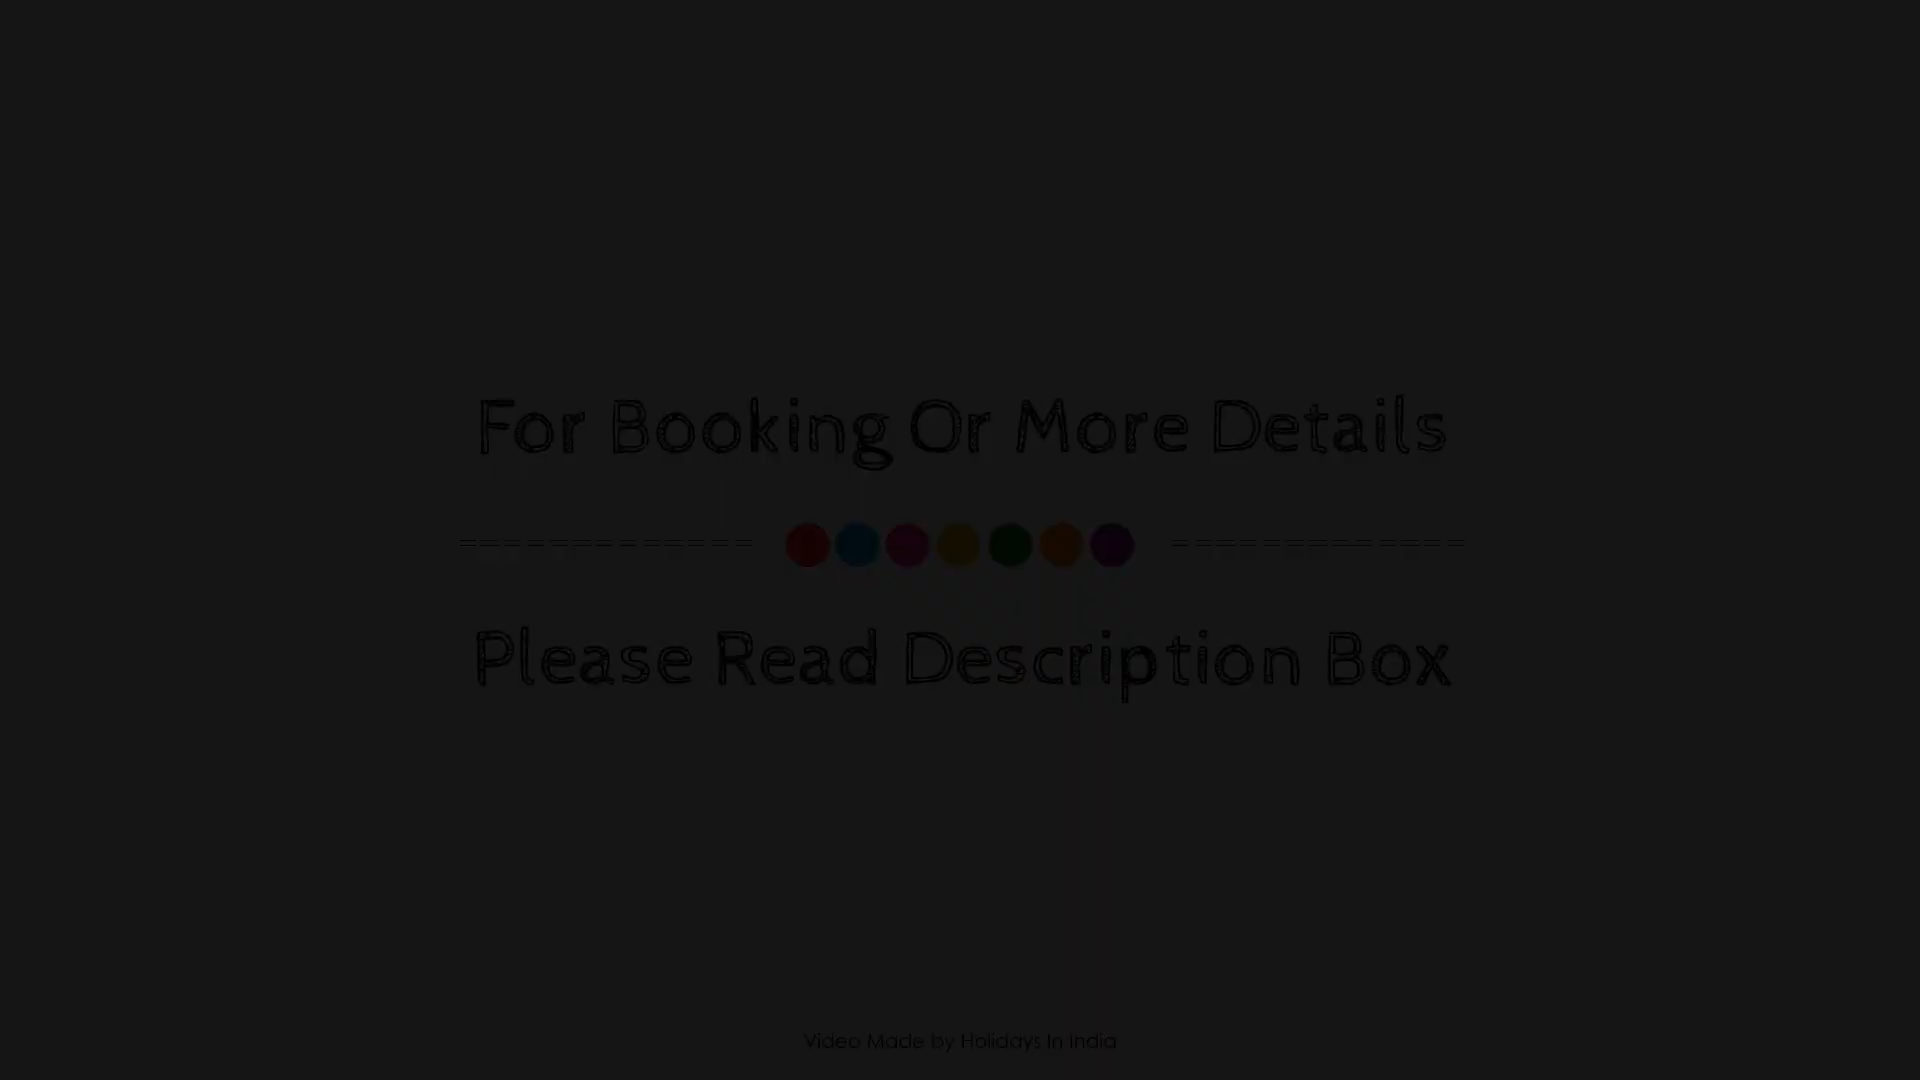 For Booking Or More Details
============= =============
Please Read Description Box
Video Made by Holidays In India